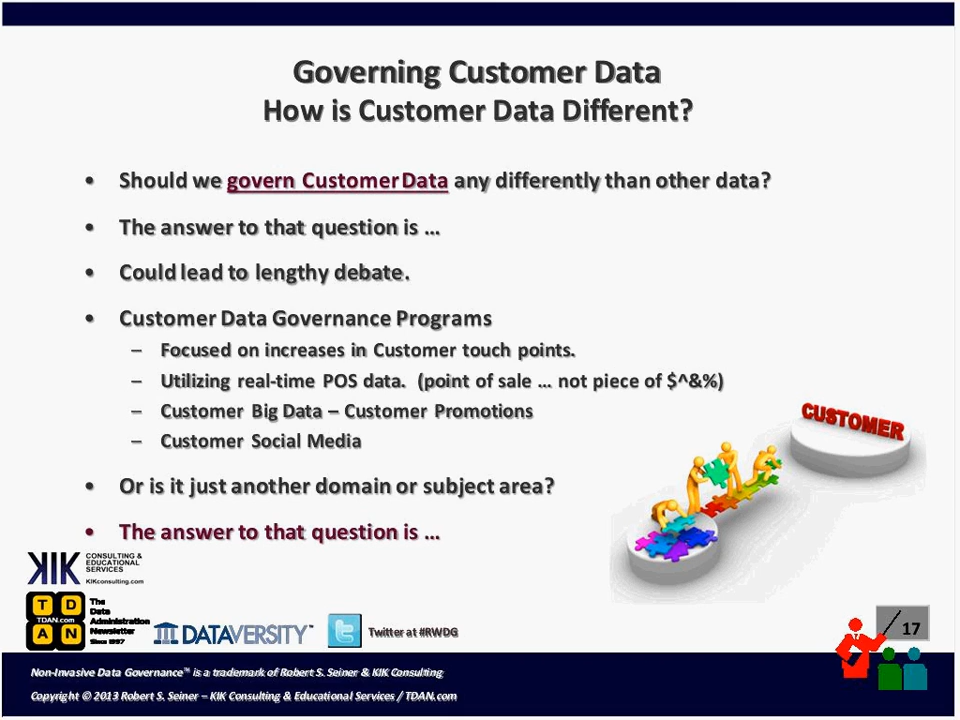 Governing Customer Data
How is Customer Data Different?
• Should we govern Customer Data any differently than other data?
• The answer to that question is …
• Could lead to lengthy debate.
• Customer Data Governance Programs
– Focused on increases in Customer touch points.
– Utilizing real-time POS data. (point of sale … not piece of $^&%)
– Customer Big Data – Customer Promotions
– Customer Social Media
CUSTOMER
• Or is it just another domain or subject area?
• The answer to that question is …
KIK
CONSULTING &
EDUCATIONAL
SERVICES
KIKconsulting.com
T D
TDAN.com
A N
The
Data
Administration
Newsletter
Since 1997
DATAVERSITY™
Twitter at #RWDG
17
Non-Invasive Data Governance™ is a trademark of Robert S. Seiner & KIK Consulting
Copyright © 2013 Robert S. Seiner – KIK Consulting & Educational Services / TDAN.com